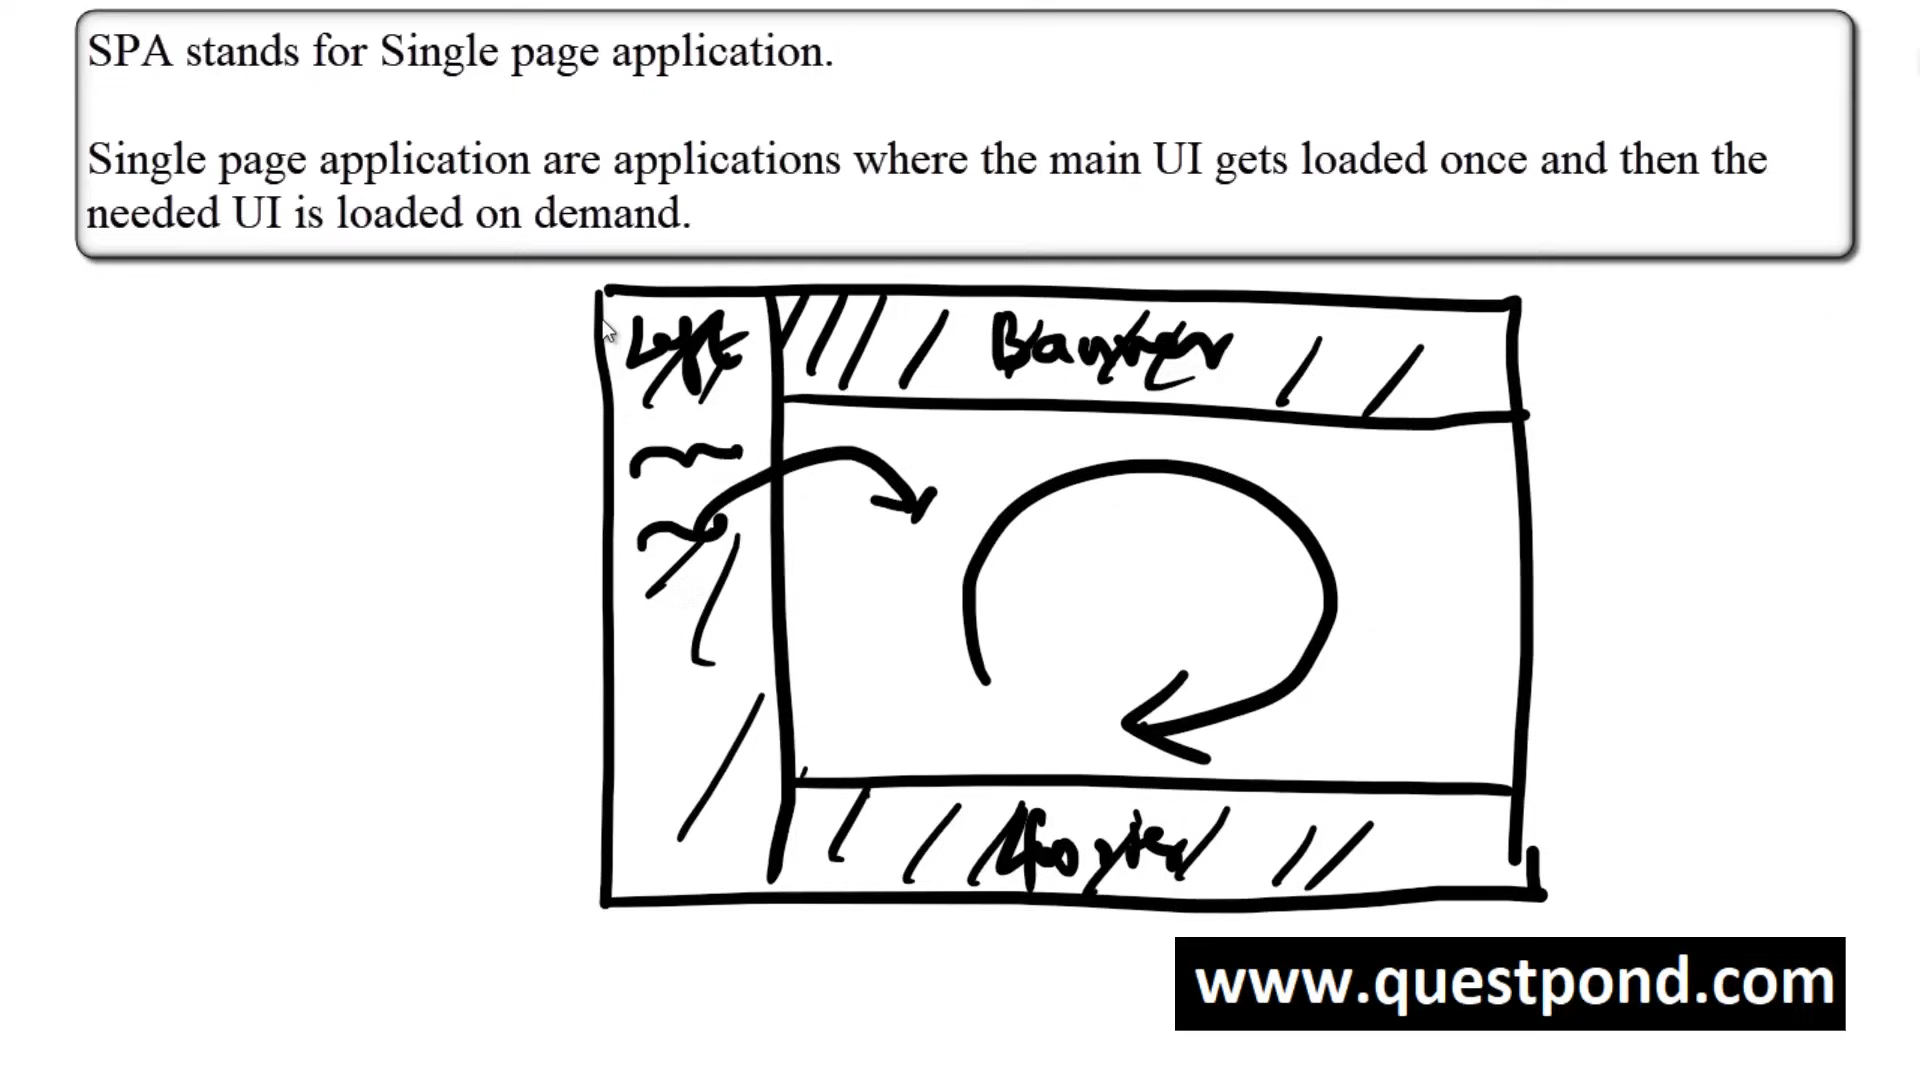 SPA stands for Single page application.
Single page application are applications where the main UI gets loaded once and then the
needed UI is loaded on demand.
Left
Banner
footer
www.questpond.com